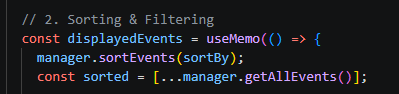 // 2. Sorting & Filtering
const displayedEvents = useMemo(() => {
manager.sortEvents(sortBy);
const sorted = [...manager.getAllEvents()];